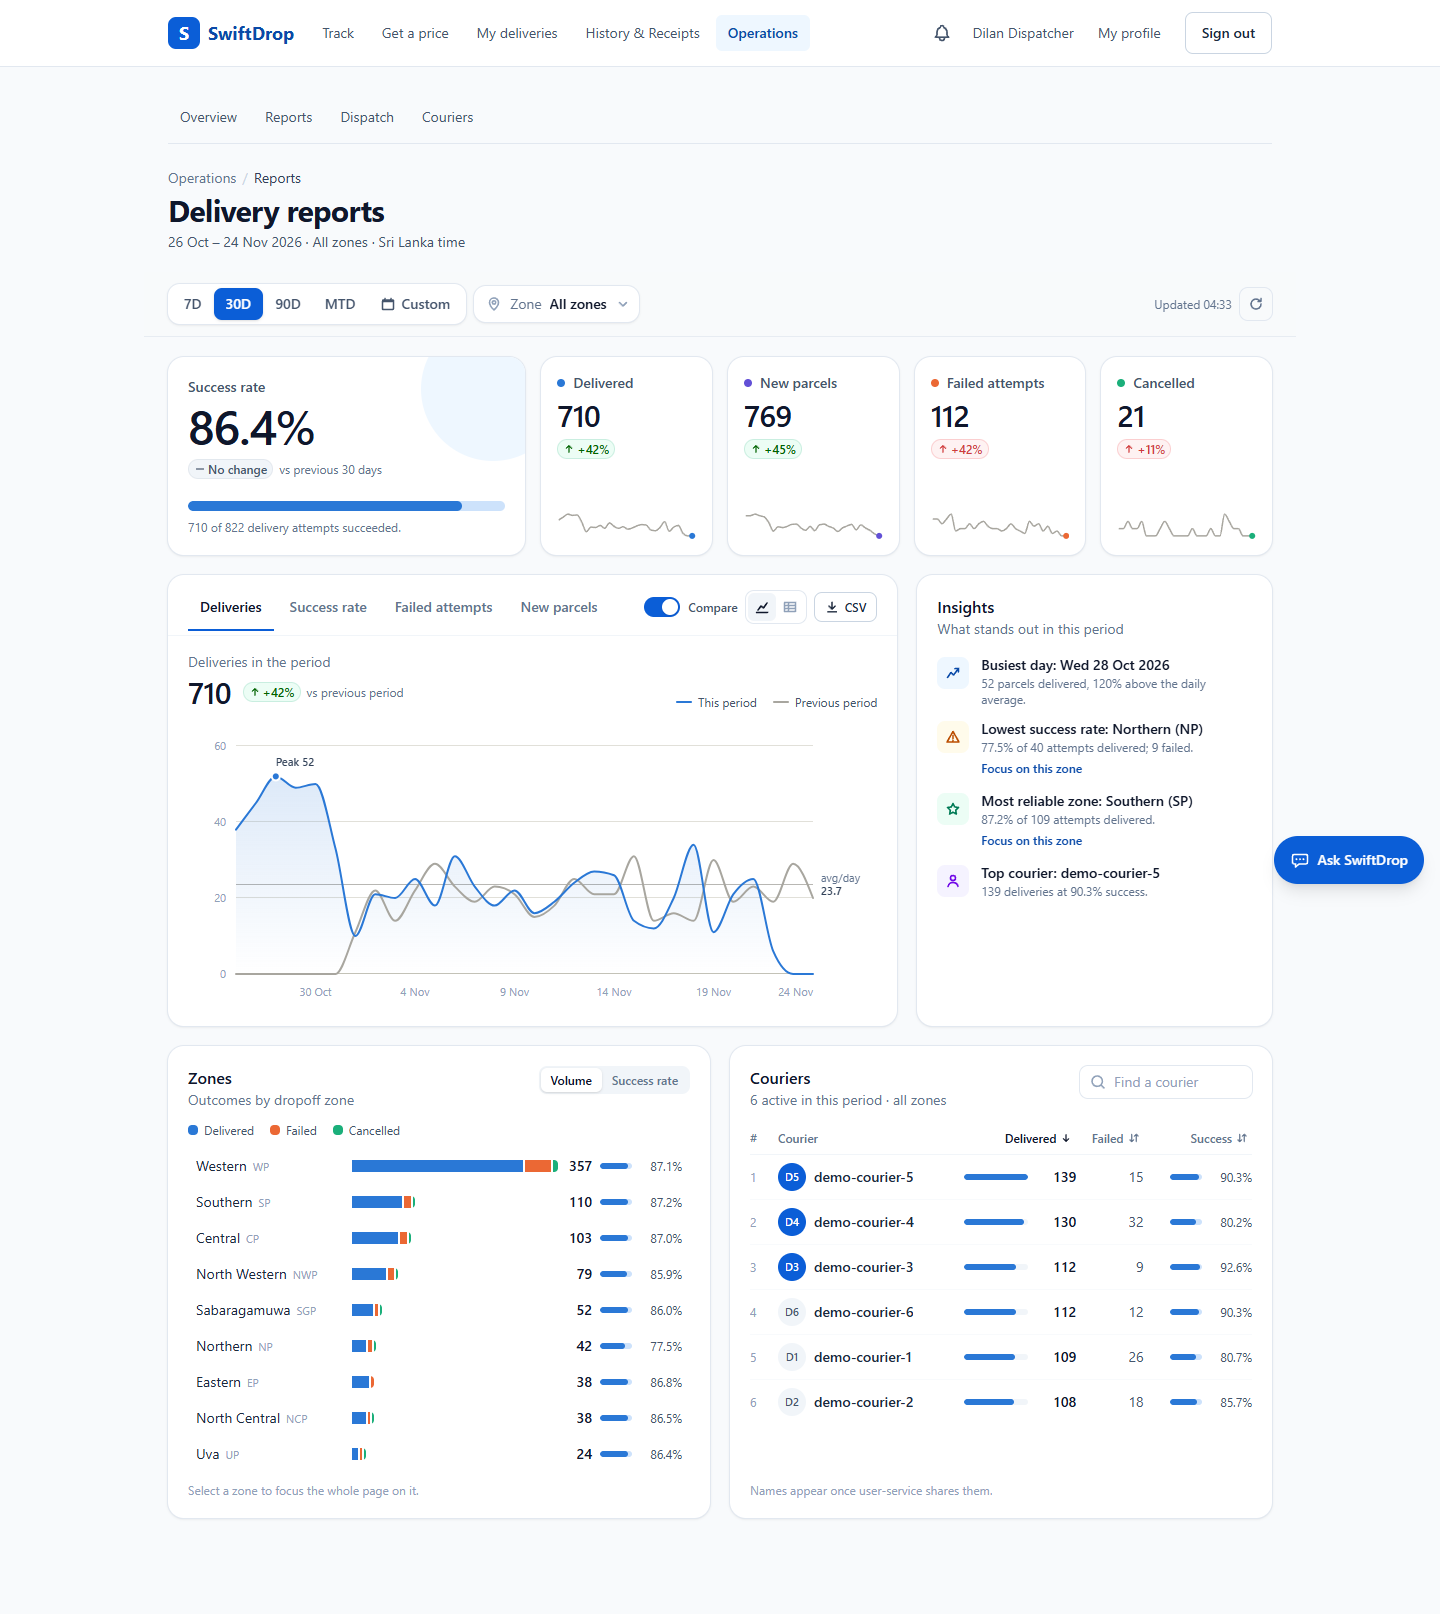 S SwiftDrop Track Get a price My deliveries History & Receipts Operations Dilan Dispatcher My profile Sign out
Overview Reports Dispatch Couriers
Operations / Reports
Delivery reports
26 Oct – 24 Nov 2026 · All zones · Sri Lanka time
7D 30D 90D MTD Custom Zone All zones Updated 04:33
Success rate
86.4%
No change vs previous 30 days
710 of 822 delivery attempts succeeded.
Delivered
710
+42%
New parcels
769
+45%
Failed attempts
112
+42%
Cancelled
21
+11%
Deliveries Success rate Failed attempts New parcels Compare CSV
Deliveries in the period
710 +42% vs previous period
This period Previous period
60
Peak 52
40
avg/day
23.7
20
0
30 Oct 4 Nov 9 Nov 14 Nov 19 Nov 24 Nov
Insights
What stands out in this period
Busiest day: Wed 28 Oct 2026
52 parcels delivered, 120% above the daily
average.
Lowest success rate: Northern (NP)
77.5% of 40 attempts delivered; 9 failed.
Focus on this zone
Most reliable zone: Southern (SP)
87.2% of 109 attempts delivered.
Focus on this zone
Top courier: demo-courier-5
139 deliveries at 90.3% success.
Ask SwiftDrop
Zones
Outcomes by dropoff zone
Volume Success rate
Delivered Failed Cancelled
Western WP 357 87.1%
Southern SP 110 87.2%
Central CP 103 87.0%
North Western NWP 79 85.9%
Sabaragamuwa SGP 52 86.0%
Northern NP 42 77.5%
Eastern EP 38 86.8%
North Central NCP 38 86.5%
Uva UP 24 86.4%
Select a zone to focus the whole page on it.
Couriers
6 active in this period · all zones
Find a courier
# Courier Delivered Failed Success
1 D5 demo-courier-5 139 15 90.3%
2 D4 demo-courier-4 130 32 80.2%
3 D3 demo-courier-3 112 9 92.6%
4 D6 demo-courier-6 112 12 90.3%
5 D1 demo-courier-1 109 26 80.7%
6 D2 demo-courier-2 108 18 85.7%
Names appear once user-service shares them.